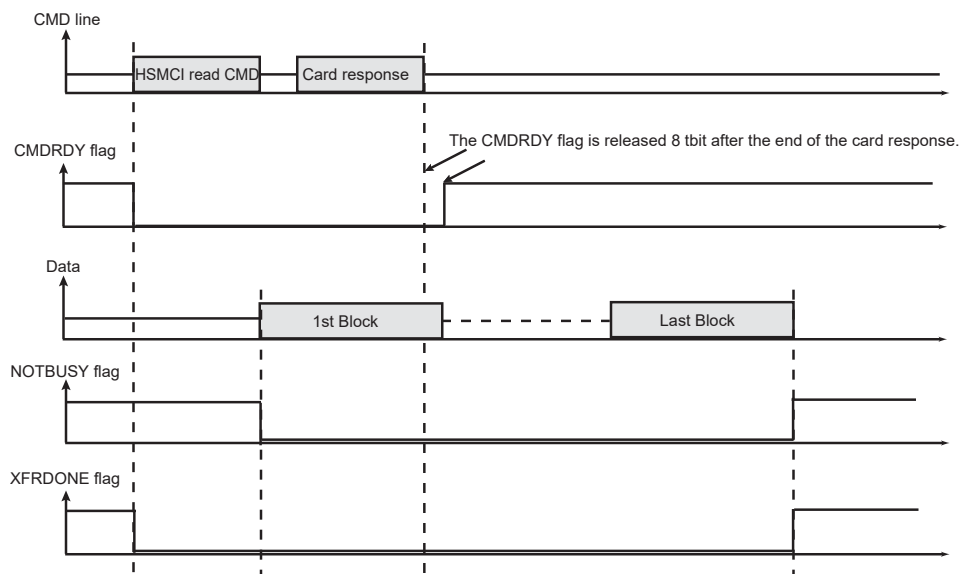 CMD line
HSMCI read CMD
Card response
The CMDRDY flag is released 8 tbit after the end of the card response.
CMDRDY flag
Data
1st Block
Last Block
NOTBUSY flag
XFRDONE flag